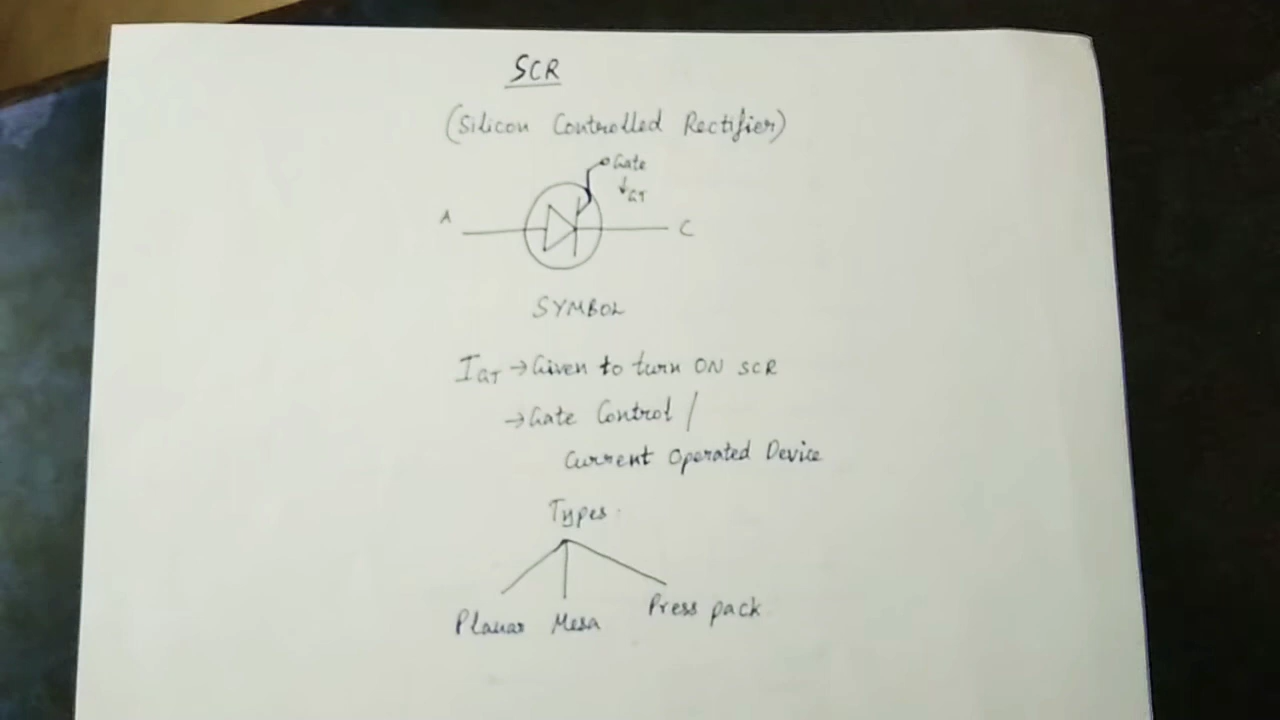 SCR
(Silicon Controlled Rectifier)
Gate
↓GT
A
C
SYMBOL
IGT → Given to turn ON SCR
→ Gate Control /
Current Operated Device
Types
Planar Mesa Press pack